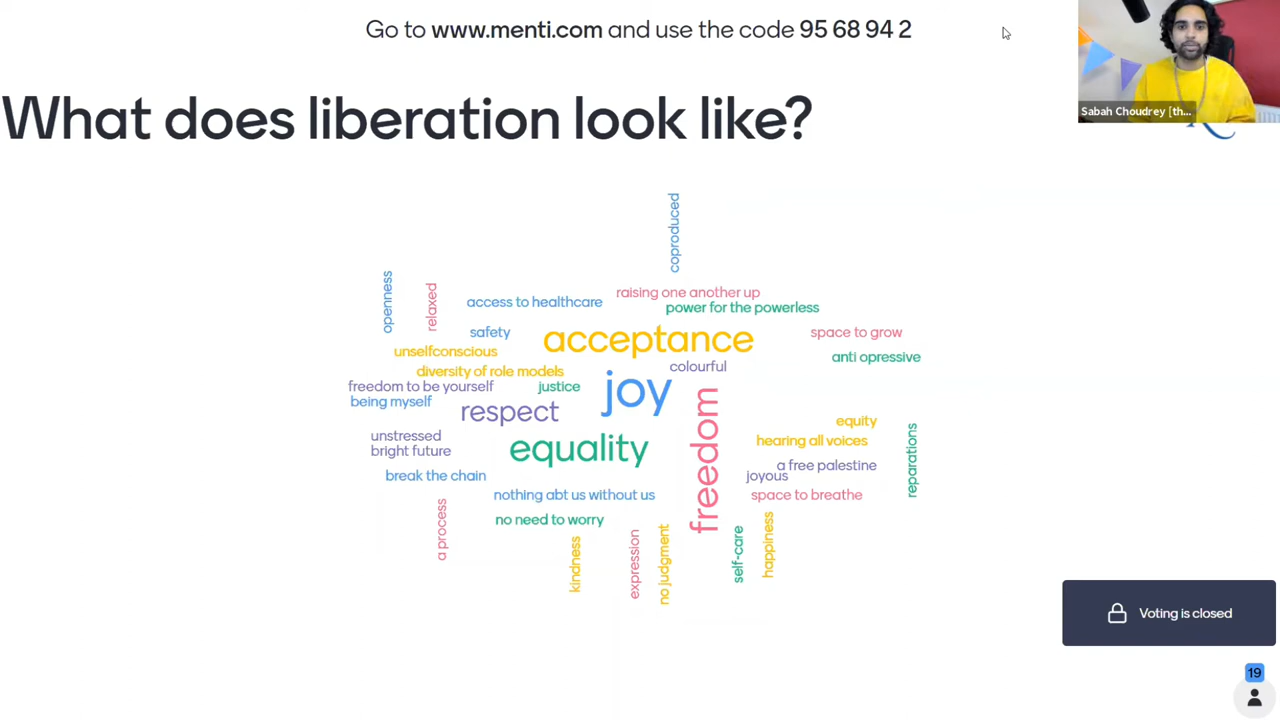 Go to www.menti.com and use the code 95 68 94 2
Sabah Choudrey [th...
What does liberation look like?
coproduced
openness
relaxed
access to healthcare
raising one another up
power for the powerless
safety
acceptance
space to grow
unselfconscious
colourful
anti opressive
diversity of role models
freedom to be yourself
justice
joy
being myself
respect
freedom
equity
unstressed
equality
hearing all voices
reparations
bright future
a free palestine
break the chain
joyous
nothing abt us without us
space to breathe
a process
no need to worry
kindness
expression
no judgment
self-care
happiness
Voting is closed
19